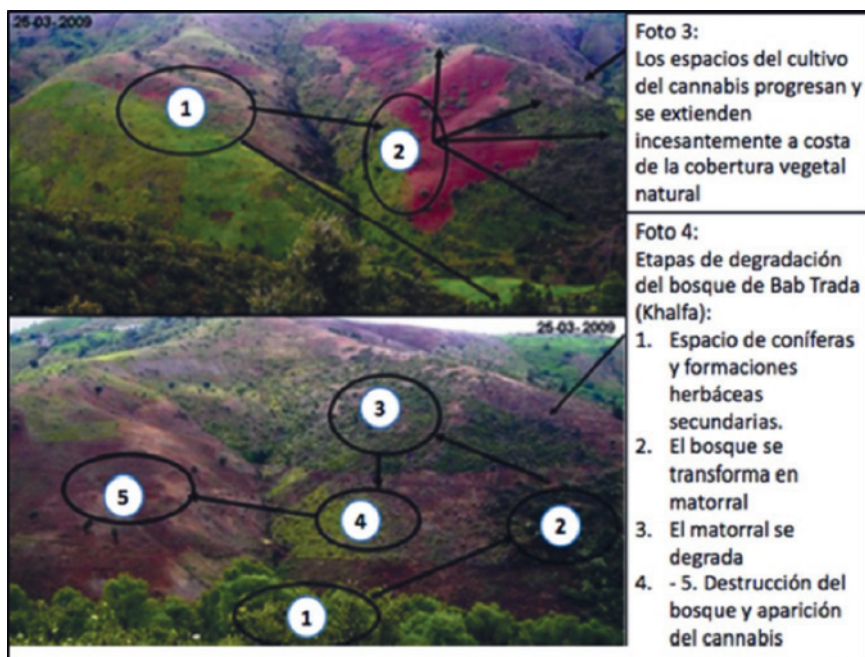 25-03-2009
1
2
Foto 3:
Los espacios del cultivo
del cannabis progresan y
se extienden
incesantemente a costa
de la cobertura vegetal
natural
25-03-2009
3
5
4
2
1
Foto 4:
Etapas de degradación
del bosque de Bab Trada
(Khalfa):
1. Espacio de coníferas
y formaciones
herbáceas
secundarias.
2. El bosque se
transforma en
matorral
3. El matorral se
degrada
4. - 5. Destrucción del
bosque y aparición
del cannabis